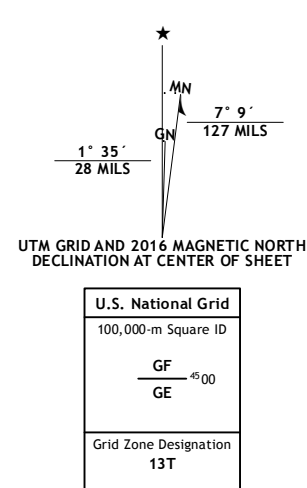 ★
MN
7° 9´
GN
127 MILS
1° 35´
28 MILS
UTM GRID AND 2016 MAGNETIC NORTH
DECLINATION AT CENTER OF SHEET
U.S. National Grid
100,000-m Square ID
GF
4500
GE
Grid Zone Designation
13T